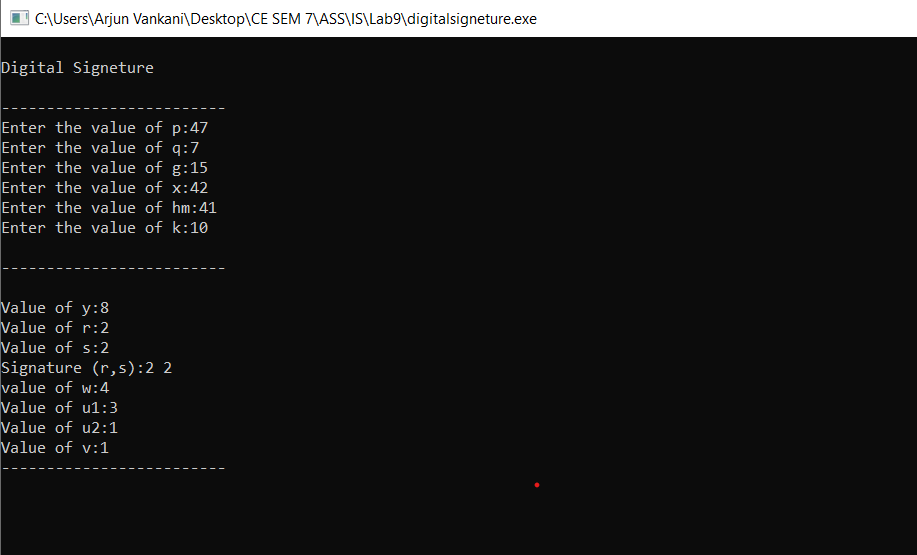 C:\Users\Arjun Vankani\Desktop\CE SEM 7\ASS\IS\Lab9\digitalsigneture.exe
Digital Signeture
-------------------------
Enter the value of p:47
Enter the value of q:7
Enter the value of g:15
Enter the value of x:42
Enter the value of hm:41
Enter the value of k:10
-------------------------
Value of y:8
Value of r:2
Value of s:2
Signature (r,s):2 2
value of w:4
Value of u1:3
Value of u2:1
Value of v:1
-------------------------